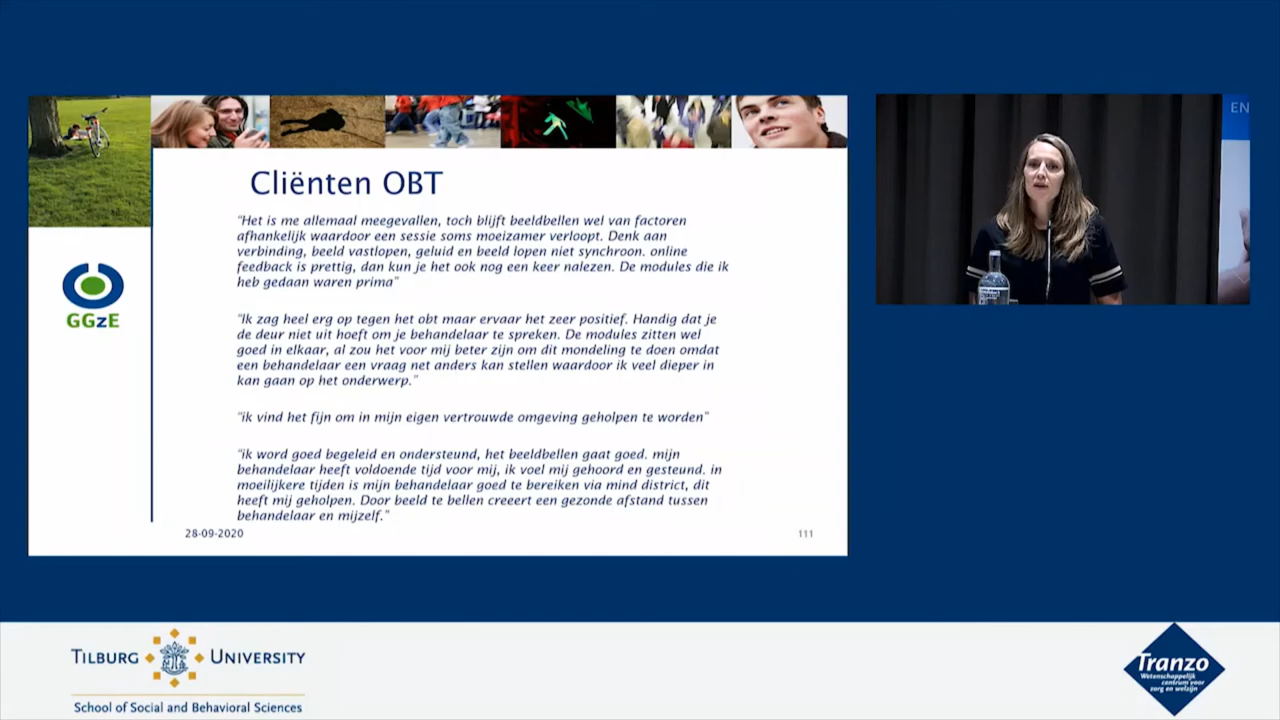 EN
Cliënten OBT
"Het is me allemaal meegevallen, toch blijft beeldbellen wel van factoren
afhankelijk waardoor een sessie soms moeizamer verloopt. Denk aan
verbinding, beeld vastlopen, geluid en beeld lopen niet synchroon. online
feedback is prettig, dan kun je het ook nog een keer nalezen. De modules die ik
heb gedaan waren prima"
"Ik zag heel erg op tegen het obt maar ervaar het zeer positief. Handig dat je
de deur niet uit hoeft om je behandelaar te spreken. De modules zitten wel
goed in elkaar, al zou het voor mij beter zijn om dit mondeling te doen omdat
een behandelaar een vraag net anders kan stellen waardoor ik veel dieper in
kan gaan op het onderwerp."
"ik vind het fijn om in mijn eigen vertrouwde omgeving geholpen te worden"
"ik word goed begeleid en ondersteund, het beeldbellen gaat goed. mijn
behandelaar heeft voldoende tijd voor mij, ik voel mij gehoord en gesteund. in
moeilijkere tijden is mijn behandelaar goed te bereiken via mind district, dit
heeft mij geholpen. Door beeld te bellen creeert een gezonde afstand tussen
behandelaar en mijzelf."
GGzE
28-09-2020
111
TILBURG UNIVERSITY
School of Social and Behavioral Sciences
Tranzo
Wetenschappelijk
centrum voor
zorg en welzijn